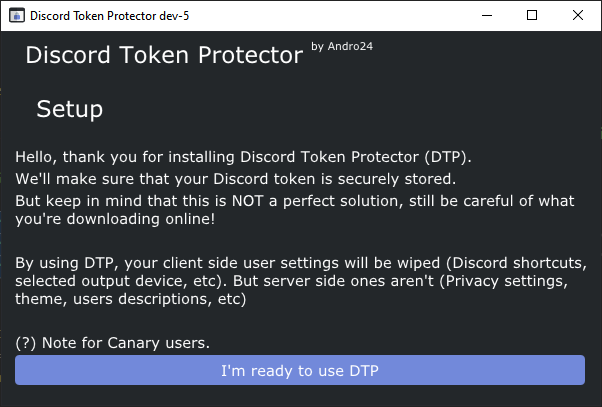 Discord Token Protector dev-5
Discord Token Protector by Andro24
Setup
Hello, thank you for installing Discord Token Protector (DTP).
We'll make sure that your Discord token is securely stored.
But keep in mind that this is NOT a perfect solution, still be careful of what
you're downloading online!
By using DTP, your client side user settings will be wiped (Discord shortcuts,
selected output device, etc). But server side ones aren't (Privacy settings,
theme, users descriptions, etc)
(?) Note for Canary users.
I'm ready to use DTP